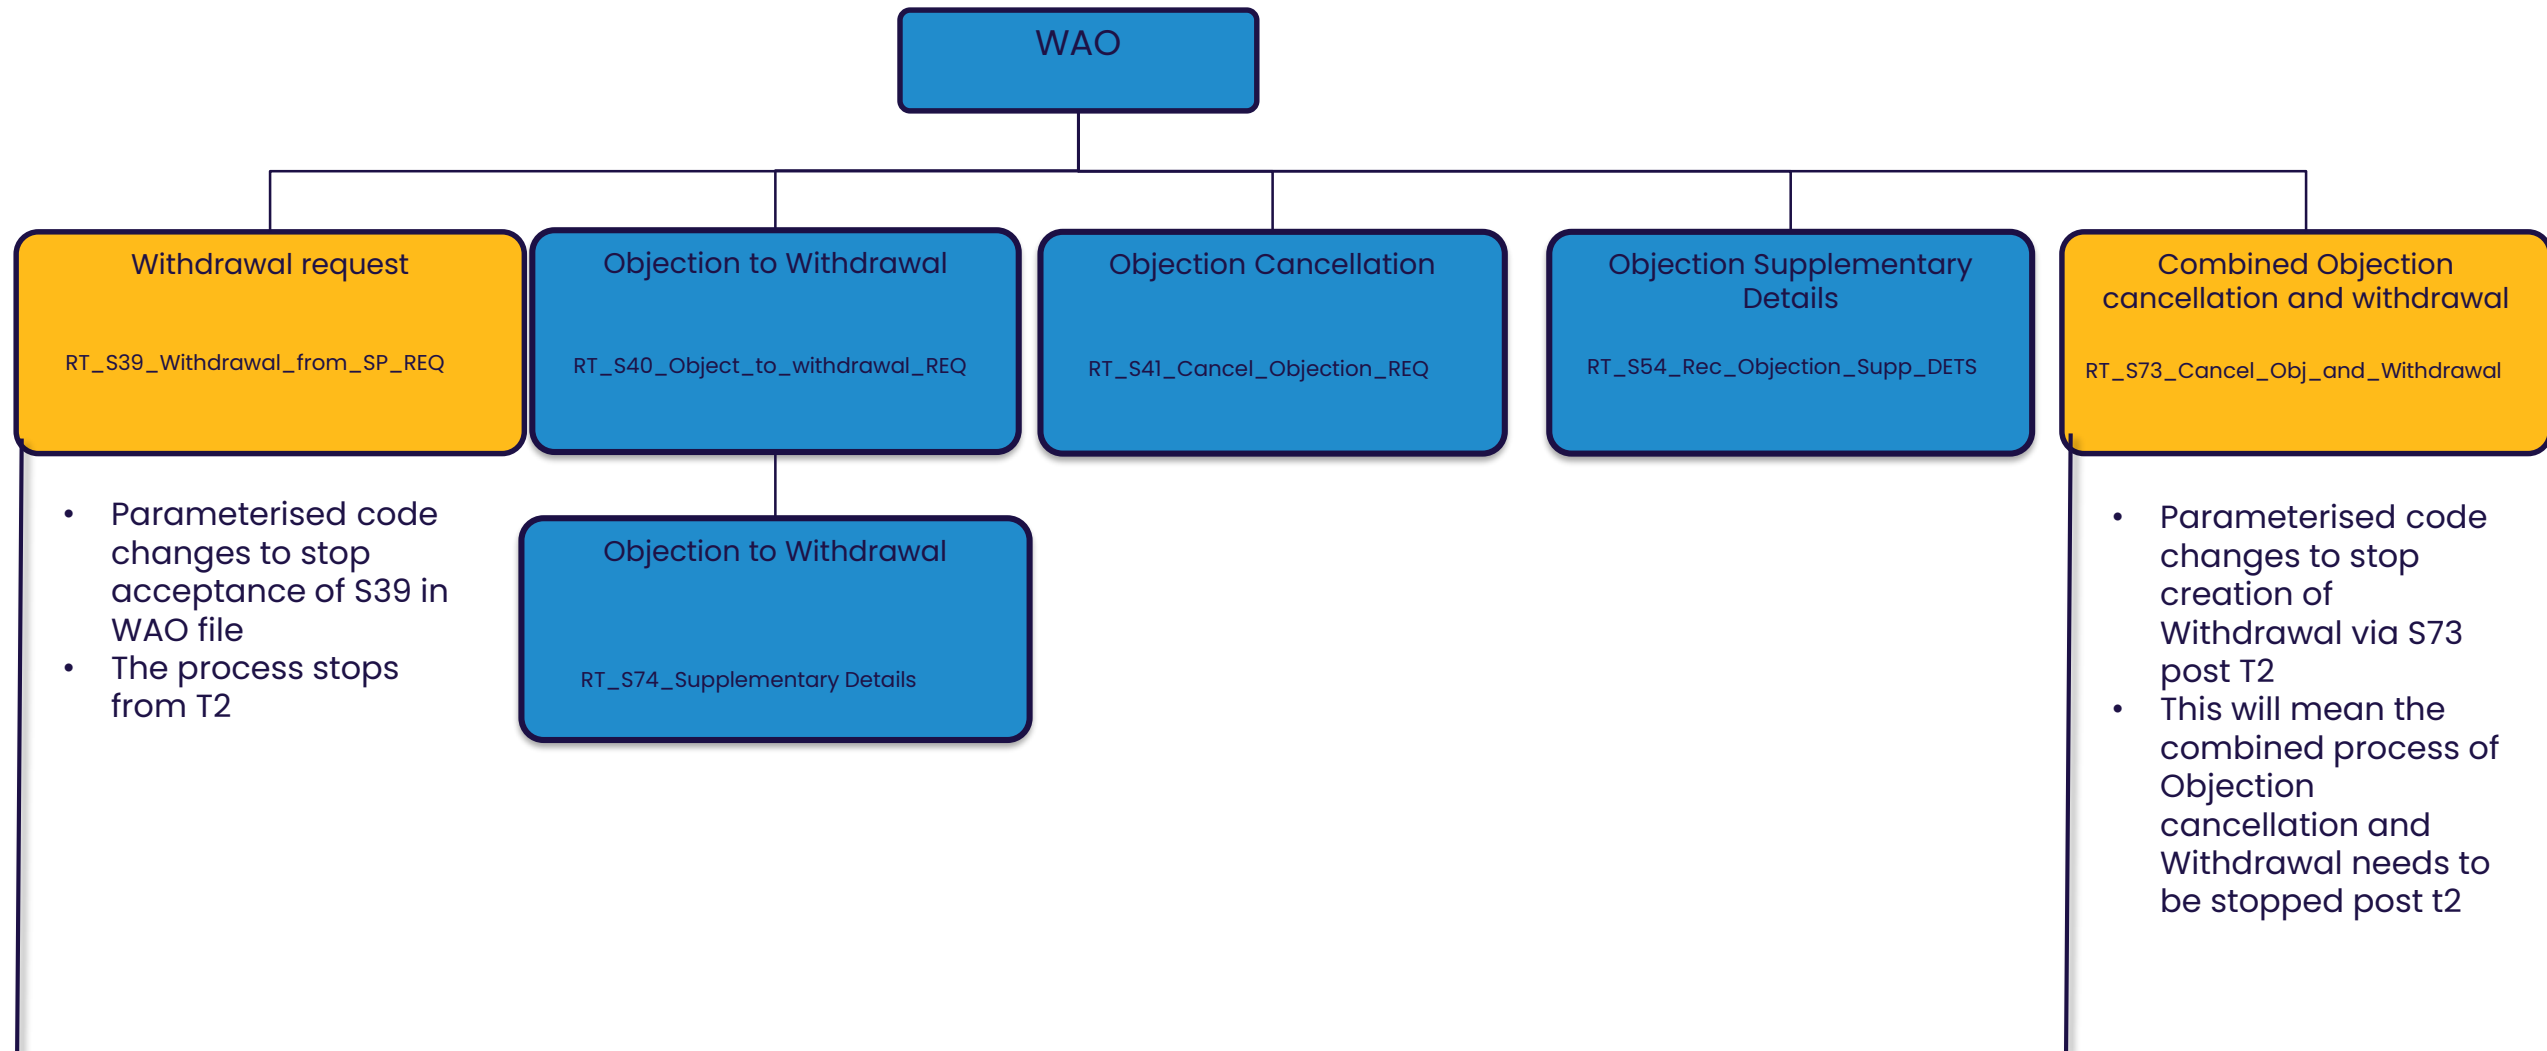 WAO
Withdrawal request
RT_S39_Withdrawal_from_SP_REQ
Objection to Withdrawal
RT_S40_Object_to_withdrawal_REQ
Objection Cancellation
RT_S41_Cancel_Objection_REQ
Objection Supplementary
Details
RT_S54_Rec_Objection_Supp_DETS
Combined Objection
cancellation and withdrawal
RT_S73_Cancel_Obj_and_Withdrawal
• Parameterised code
changes to stop
acceptance of S39 in
WAO file
• The process stops
from T2
Objection to Withdrawal
RT_S74_Supplementary Details
• Parameterised code
changes to stop
creation of
Withdrawal via S73
post T2
• This will mean the
combined process of
Objection
cancellation and
Withdrawal needs to
be stopped post t2